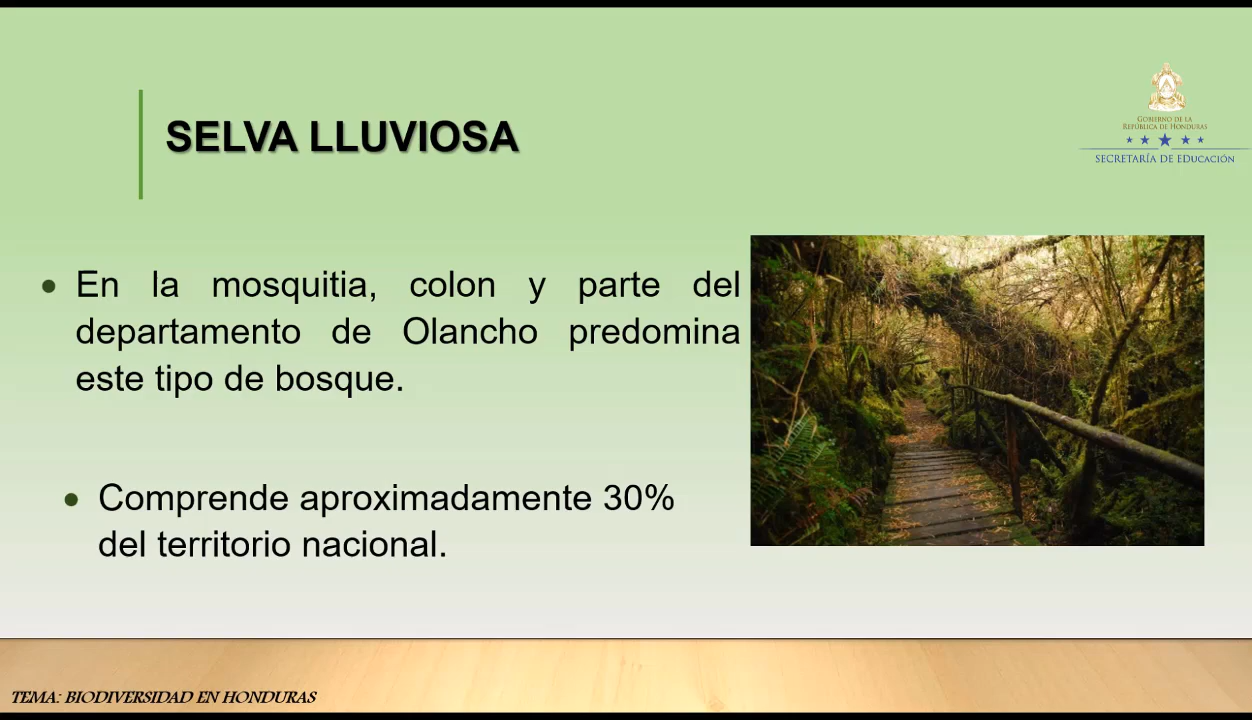 SELVA LLUVIOSA
GOBIERNO DE LA
REPÚBLICA DE HONDURAS
SECRETARÍA DE EDUCACIÓN
En la mosquitia, colon y parte del
departamento de Olancho predomina
este tipo de bosque.
Comprende aproximadamente 30%
del territorio nacional.
TEMA: BIODIVERSIDAD EN HONDURAS